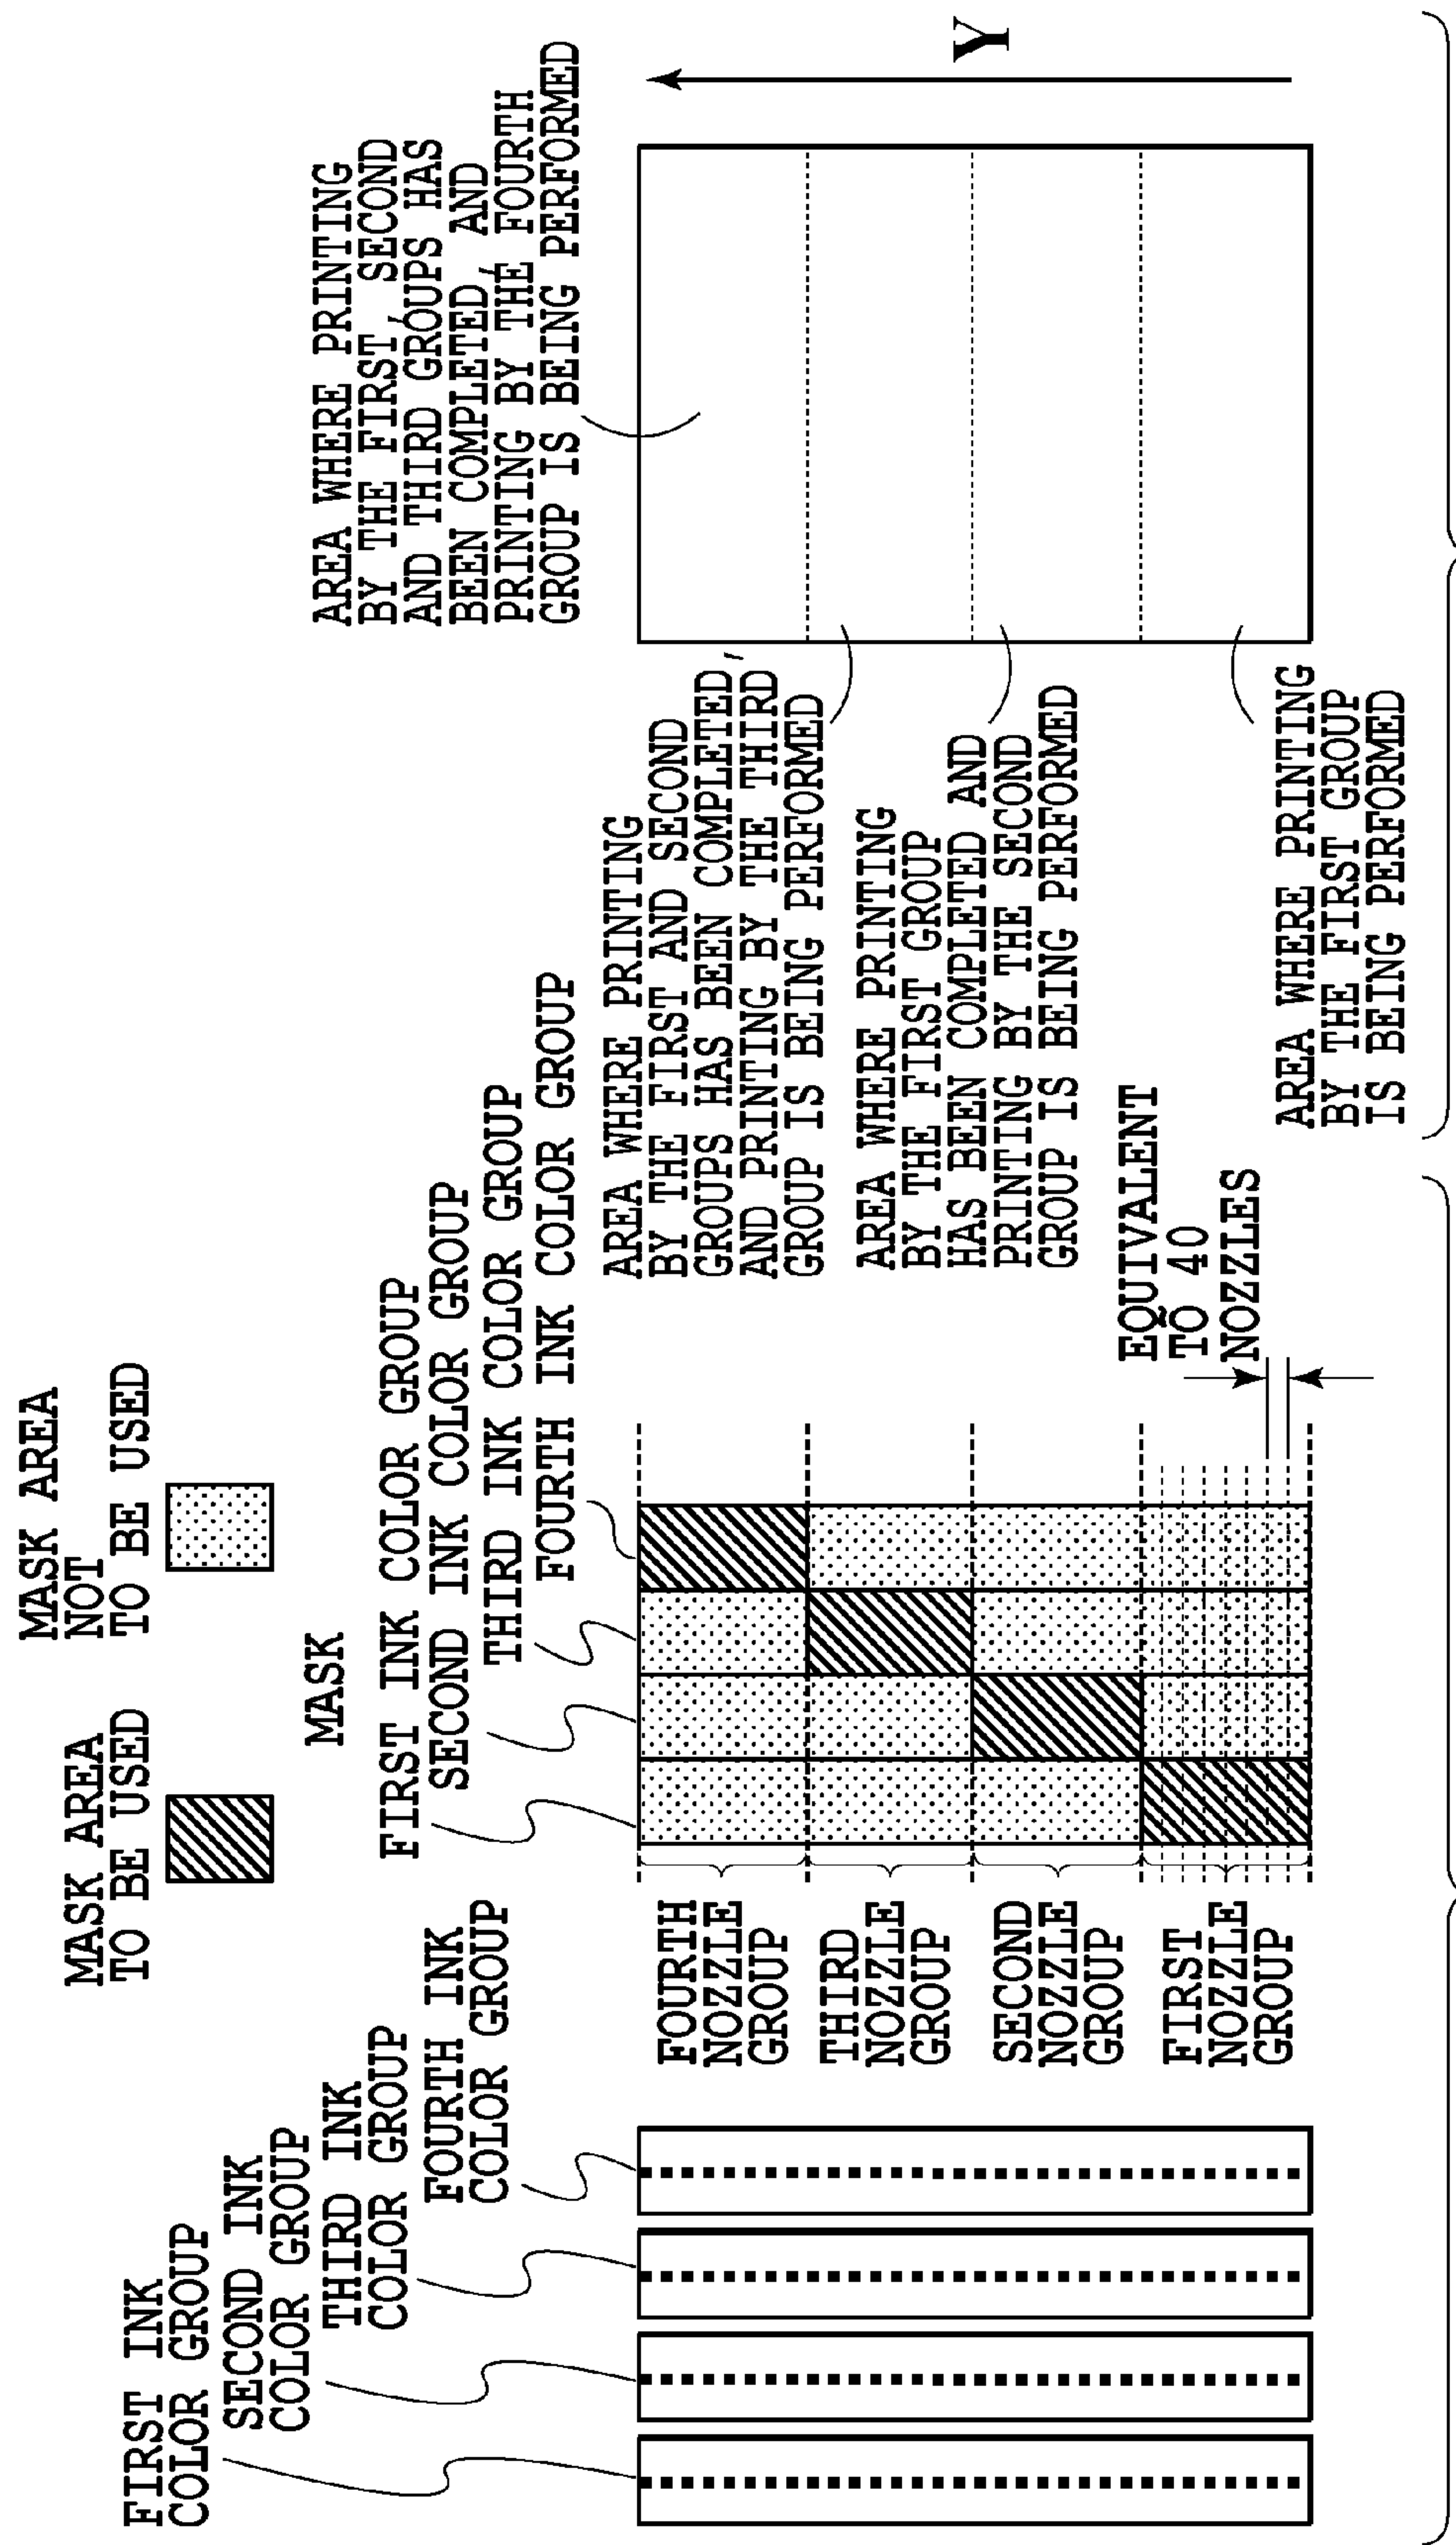 FIRST INK
COLOR GROUP
SECOND INK
COLOR GROUP
THIRD INK
COLOR GROUP
FOURTH INK
COLOR GROUP
MASK AREA
TO BE USED
MASK AREA
NOT
TO BE USED
MASK
FIRST INK COLOR GROUP
SECOND INK COLOR GROUP
THIRD INK COLOR GROUP
FOURTH INK COLOR GROUP
FOURTH
NOZZLE
GROUP
THIRD
NOZZLE
GROUP
SECOND
NOZZLE
GROUP
FIRST
NOZZLE
GROUP
EQUIVALENT
TO 40
NOZZLES
AREA WHERE PRINTING
BY THE FIRST, SECOND
AND THIRD GROUPS HAS
BEEN COMPLETED, AND
PRINTING BY THE FOURTH
GROUP IS BEING PERFORMED
AREA WHERE PRINTING
BY THE FIRST AND SECOND
GROUPS HAS BEEN COMPLETED,
AND PRINTING BY THE THIRD
GROUP IS BEING PERFORMED
AREA WHERE PRINTING
BY THE FIRST GROUP
HAS BEEN COMPLETED AND
PRINTING BY THE SECOND
GROUP IS BEING PERFORMED
AREA WHERE PRINTING
BY THE FIRST GROUP
IS BEING PERFORMED
Y